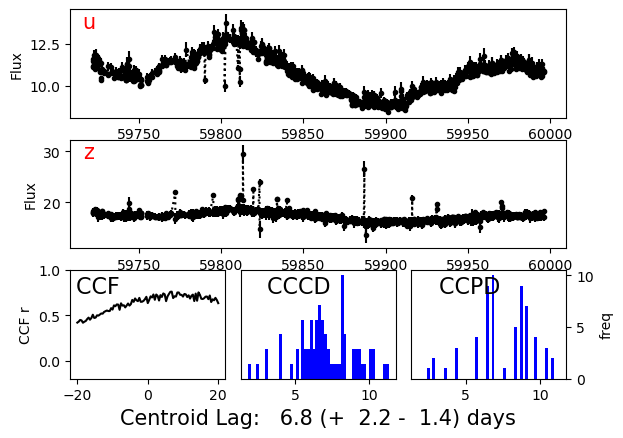 u
Flux
12.5
10.0
59750 59800 59850 59900 59950 60000
z
Flux
30
20
59750 59800 59850 59900 59950 60000
CCF CCCD CCPD
CCF r
1.0
0.5
0.0
10
5
0
freq
−20 0 20 5 10 5 10
Centroid Lag: 6.8 (+ 2.2 - 1.4) days